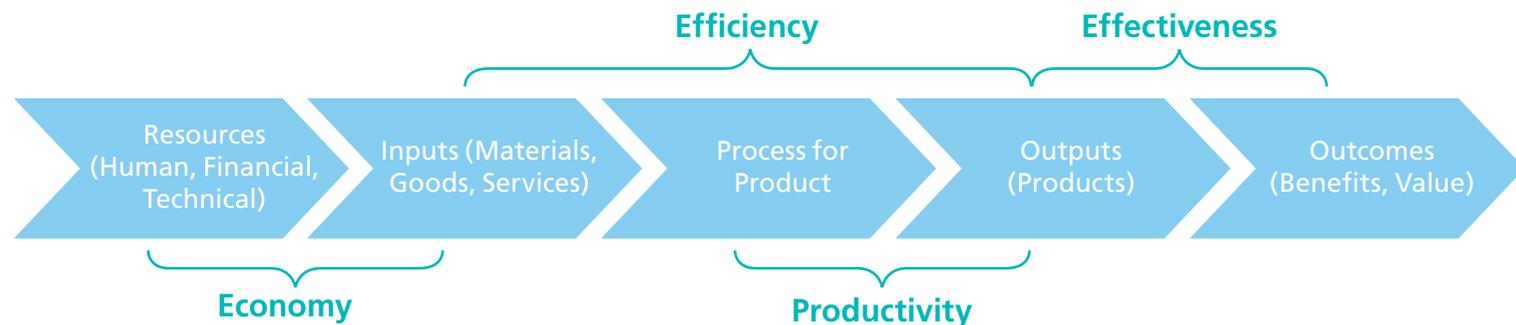 Efficiency
Effectiveness
Resources
(Human, Financial,
Technical)
Inputs (Materials,
Goods, Services)
Process for
Product
Outputs
(Products)
Outcomes
(Benefits, Value)
Economy
Productivity